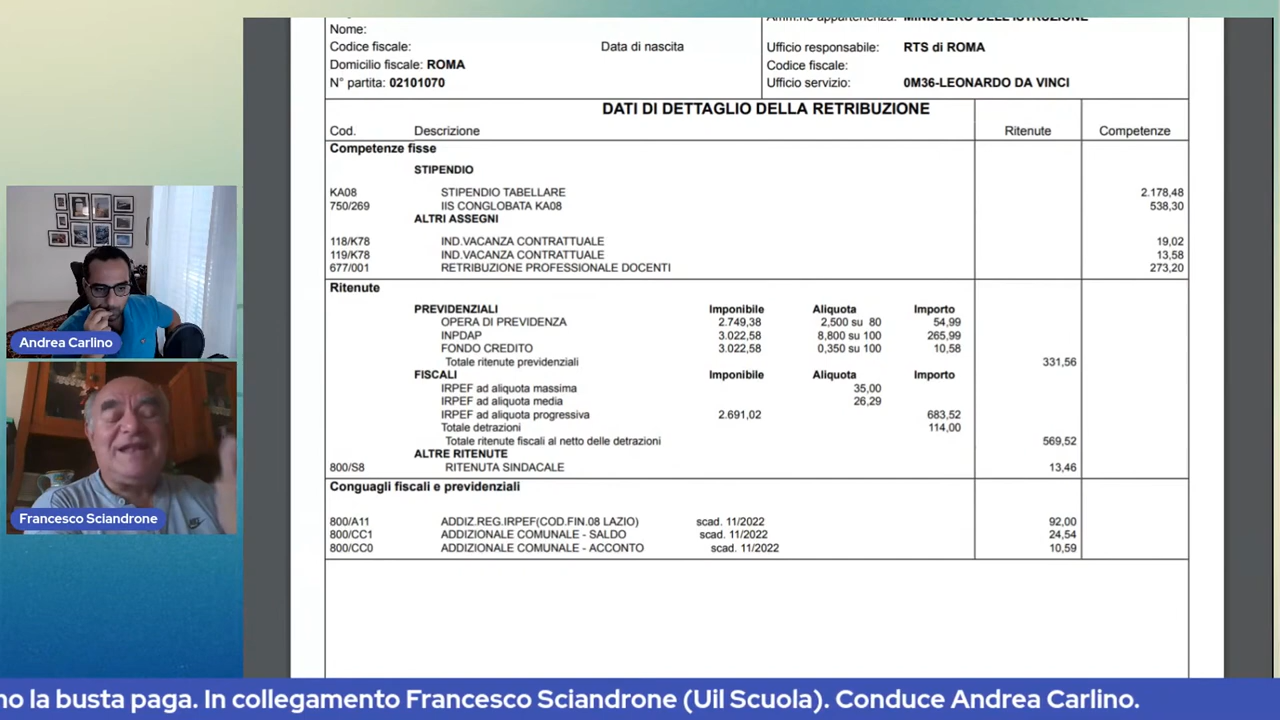 Amm.ne appartenenza: MINISTERO DELL'ISTRUZIONE
Nome:
Codice fiscale: Data di nascita Ufficio responsabile: RTS di ROMA
Domicilio fiscale: ROMA Codice fiscale:
N° partita: 02101070 Ufficio servizio: 0M36-LEONARDO DA VINCI
DATI DI DETTAGLIO DELLA RETRIBUZIONE
Cod. Descrizione Ritenute Competenze
Competenze fisse
STIPENDIO
KA08 STIPENDIO TABELLARE 2.178,48
750/269 IIS CONGLOBATA KA08 538,30
ALTRI ASSEGNI
118/K78 IND.VACANZA CONTRATTUALE 19,02
119/K78 IND.VACANZA CONTRATTUALE 13,58
677/001 RETRIBUZIONE PROFESSIONALE DOCENTI 273,20
Ritenute
PREVIDENZIALI Imponibile Aliquota Importo
OPERA DI PREVIDENZA 2.749,38 2,500 su 80 54,99
INPDAP 3.022,58 8,800 su 100 265,99
FONDO CREDITO 3.022,58 0,350 su 100 10,58
Totale ritenute previdenziali 331,56
FISCALI Imponibile Aliquota Importo
IRPEF ad aliquota massima 35,00
IRPEF ad aliquota media 26,29
IRPEF ad aliquota progressiva 2.691,02 683,52
Totale detrazioni 114,00
Totale ritenute fiscali al netto delle detrazioni 569,52
ALTRE RITENUTE
800/S8 RITENUTA SINDACALE 13,46
Conguagli fiscali e previdenziali
800/A11 ADDIZ.REG.IRPEF(COD.FIN.08 LAZIO) scad. 11/2022 92,00
800/CC1 ADDIZIONALE COMUNALE - SALDO scad. 11/2022 24,54
800/CC0 ADDIZIONALE COMUNALE - ACCONTO scad. 11/2022 10,59
Andrea Carlino
Francesco Sciandrone
no la busta paga. In collegamento Francesco Sciandrone (Uil Scuola). Conduce Andrea Carlino.